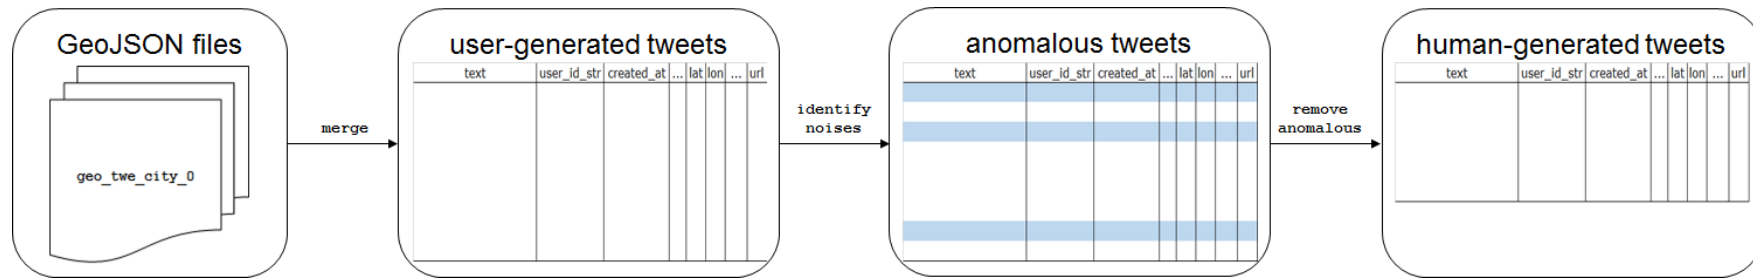 GeoJSON files
geo_twe_city_0
merge
user-generated tweets
text user_id_str created_at ... lat lon ... url
identify
noises
anomalous tweets
text user_id_str created_at ... lat lon ... url
remove
anomalous
human-generated tweets
text user_id_str created_at ... lat lon ... url